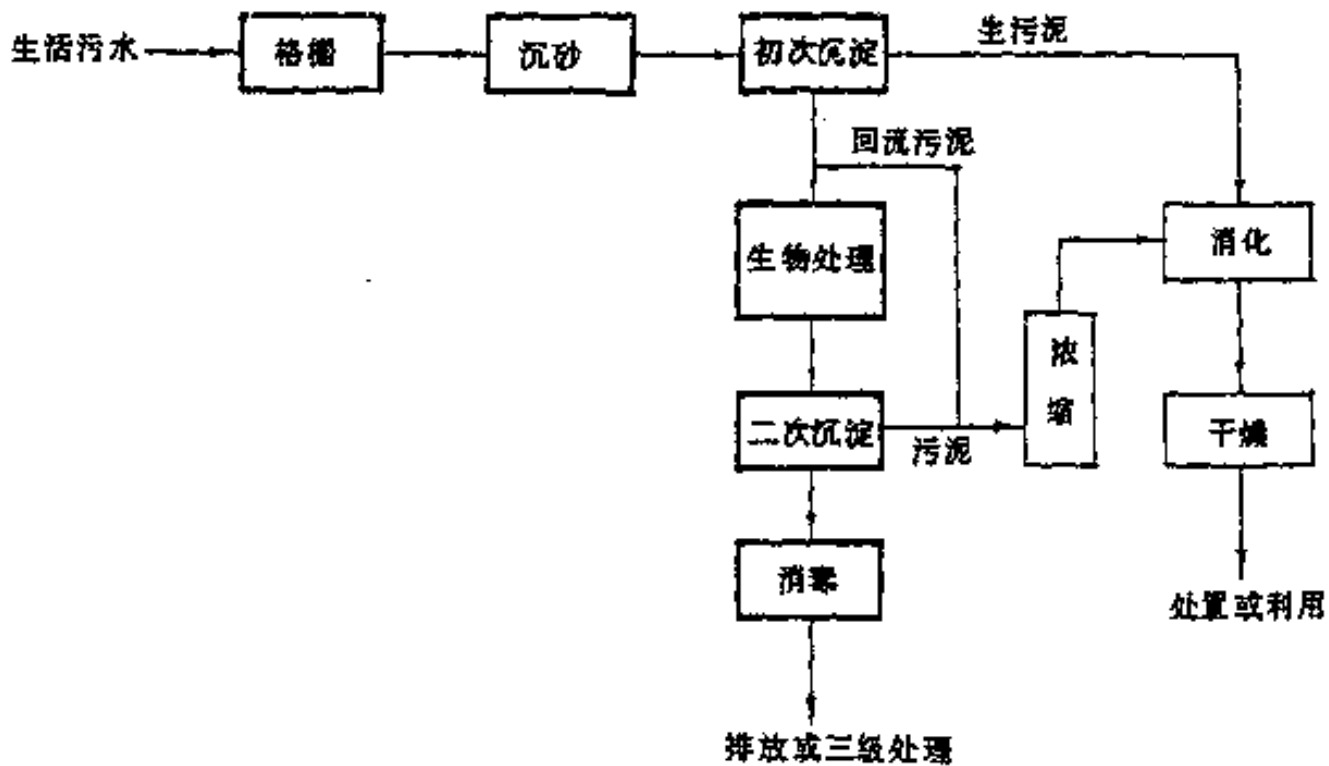 生活污水
格栅
沉砂
初次沉淀
生污泥
回流污泥
生物处理
消化
浓缩
二次沉淀
污泥
干燥
消毒
处置或利用
排放或三级处理